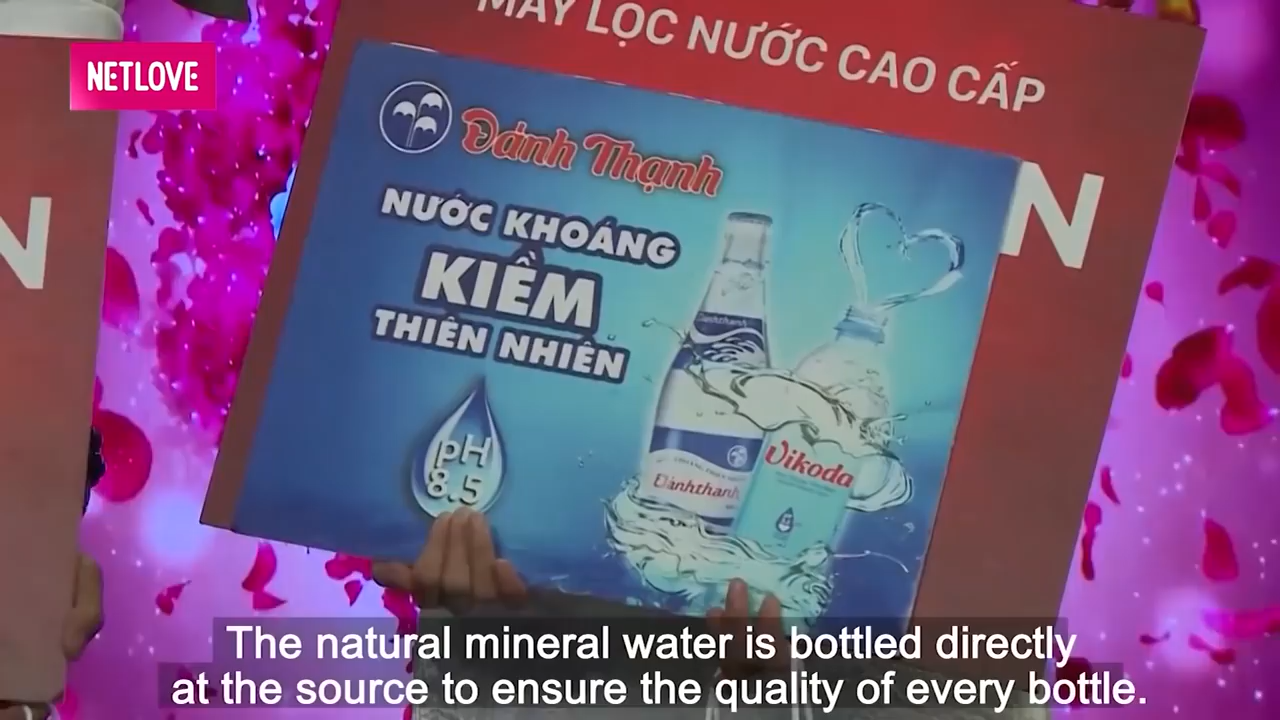 MÁY LỌC NƯỚC CAO CẤP
NETLOVE
Đảnh Thạnh
N
N
NƯỚC KHOÁNG
KIỀM
THIÊN NHIÊN
pH
8.5
Đảnhthạnh
Vikoda
The natural mineral water is bottled directly
at the source to ensure the quality of every bottle.